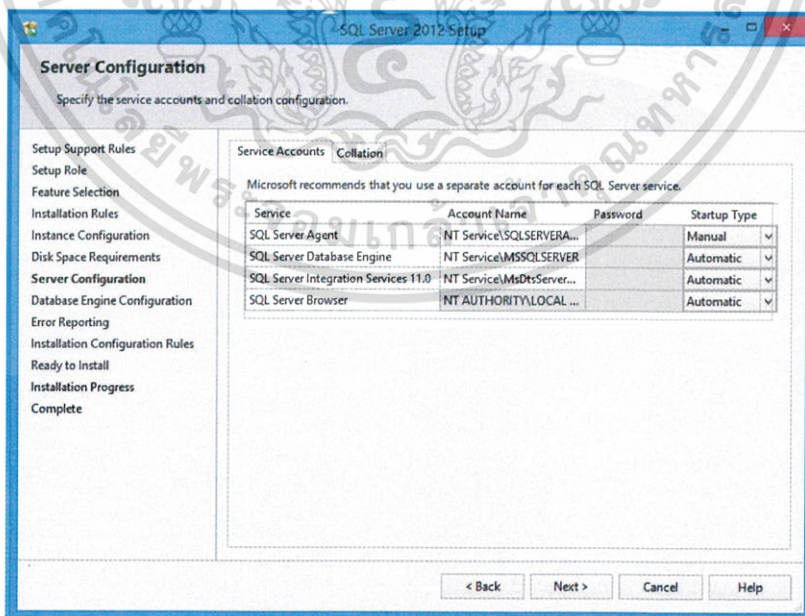 SQL Server 2012 Setup
Server Configuration
Specify the service accounts and collation configuration.
Setup Support Rules
Setup Role
Feature Selection
Installation Rules
Instance Configuration
Disk Space Requirements
Server Configuration
Database Engine Configuration
Error Reporting
Installation Configuration Rules
Ready to Install
Installation Progress
Complete
Service Accounts Collation
Microsoft recommends that you use a separate account for each SQL Server service.
Service Account Name Password Startup Type
SQL Server Agent NT Service\SQLSERVERA... Manual
SQL Server Database Engine NT Service\MSSQLSERVER Automatic
SQL Server Integration Services 11.0 NT Service\MsDtsServer... Automatic
SQL Server Browser NT AUTHORITY\LOCAL ... Automatic
< Back Next > Cancel Help